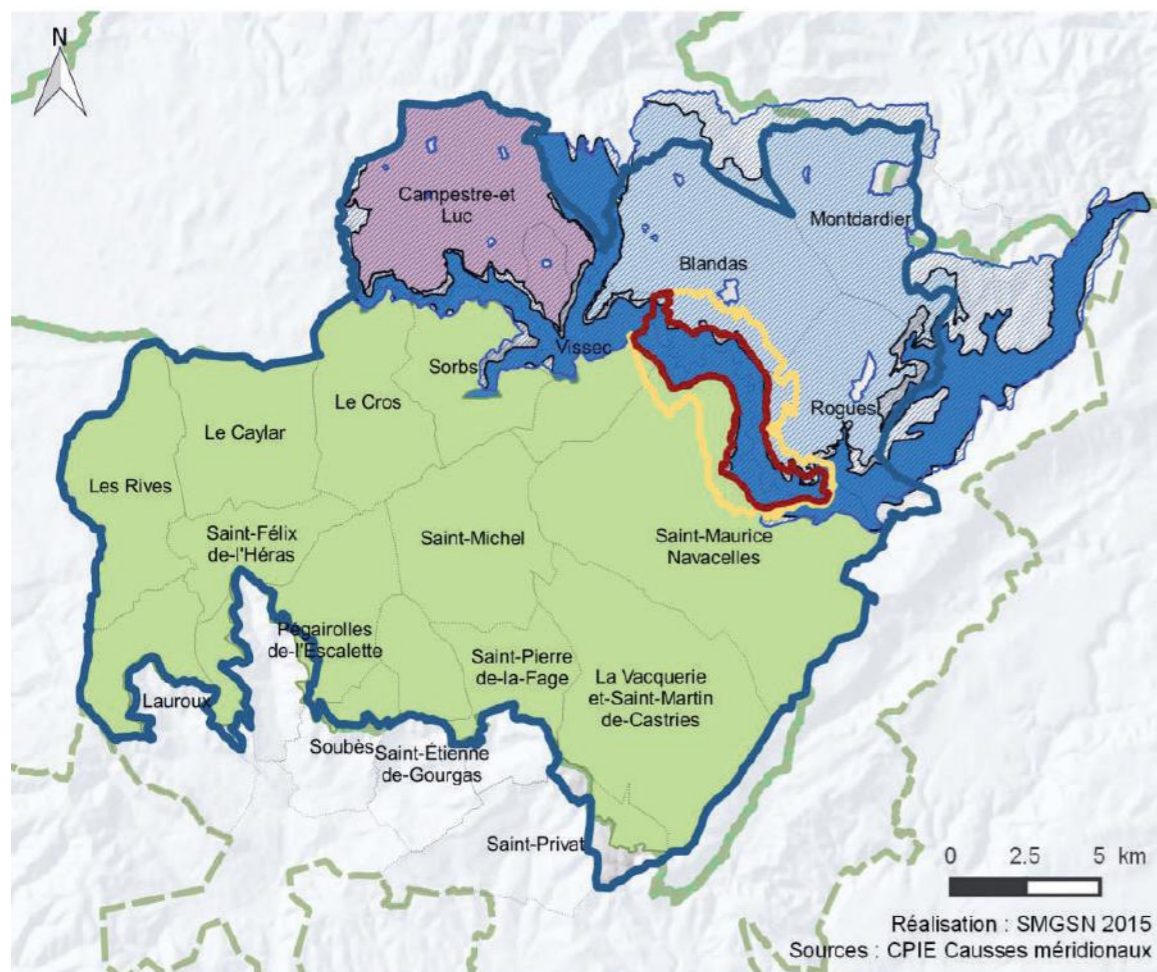 N
Campestre-et
Luc
Montdardier
Blandas
Vissec
Sorbs
Le Cros
Rogues
Le Caylar
Les Rives
Saint-Félix
de-l'Héras
Saint-Michel
Saint-Maurice
Navacelles
Pégairolles
de-l'Escalette
Saint-Pierre
de-la-Fage
La Vacquerie
et-Saint-Martin
de-Castries
Lauroux
Soubès
Saint-Étienne
de-Gourgas
Saint-Privat
0 2.5 5 km
Réalisation : SMGSN 2015
Sources : CPIE Causses méridionaux